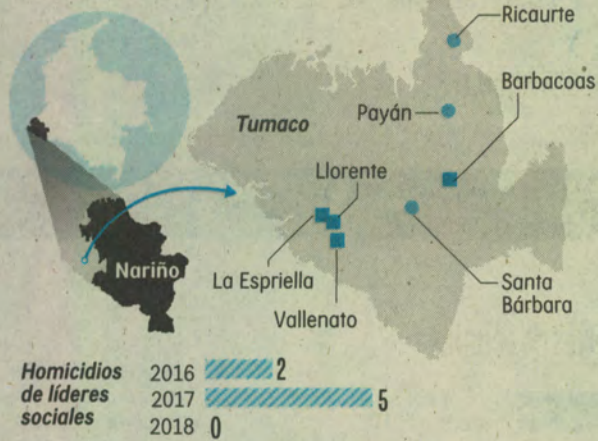 Ricaurte
Barbacoas
Payán
Tumaco
Llorente
Nariño
La Espriella
Vallenato
Santa
Bárbara
Homicidios
de líderes
sociales
2016 2
2017 5
2018 0